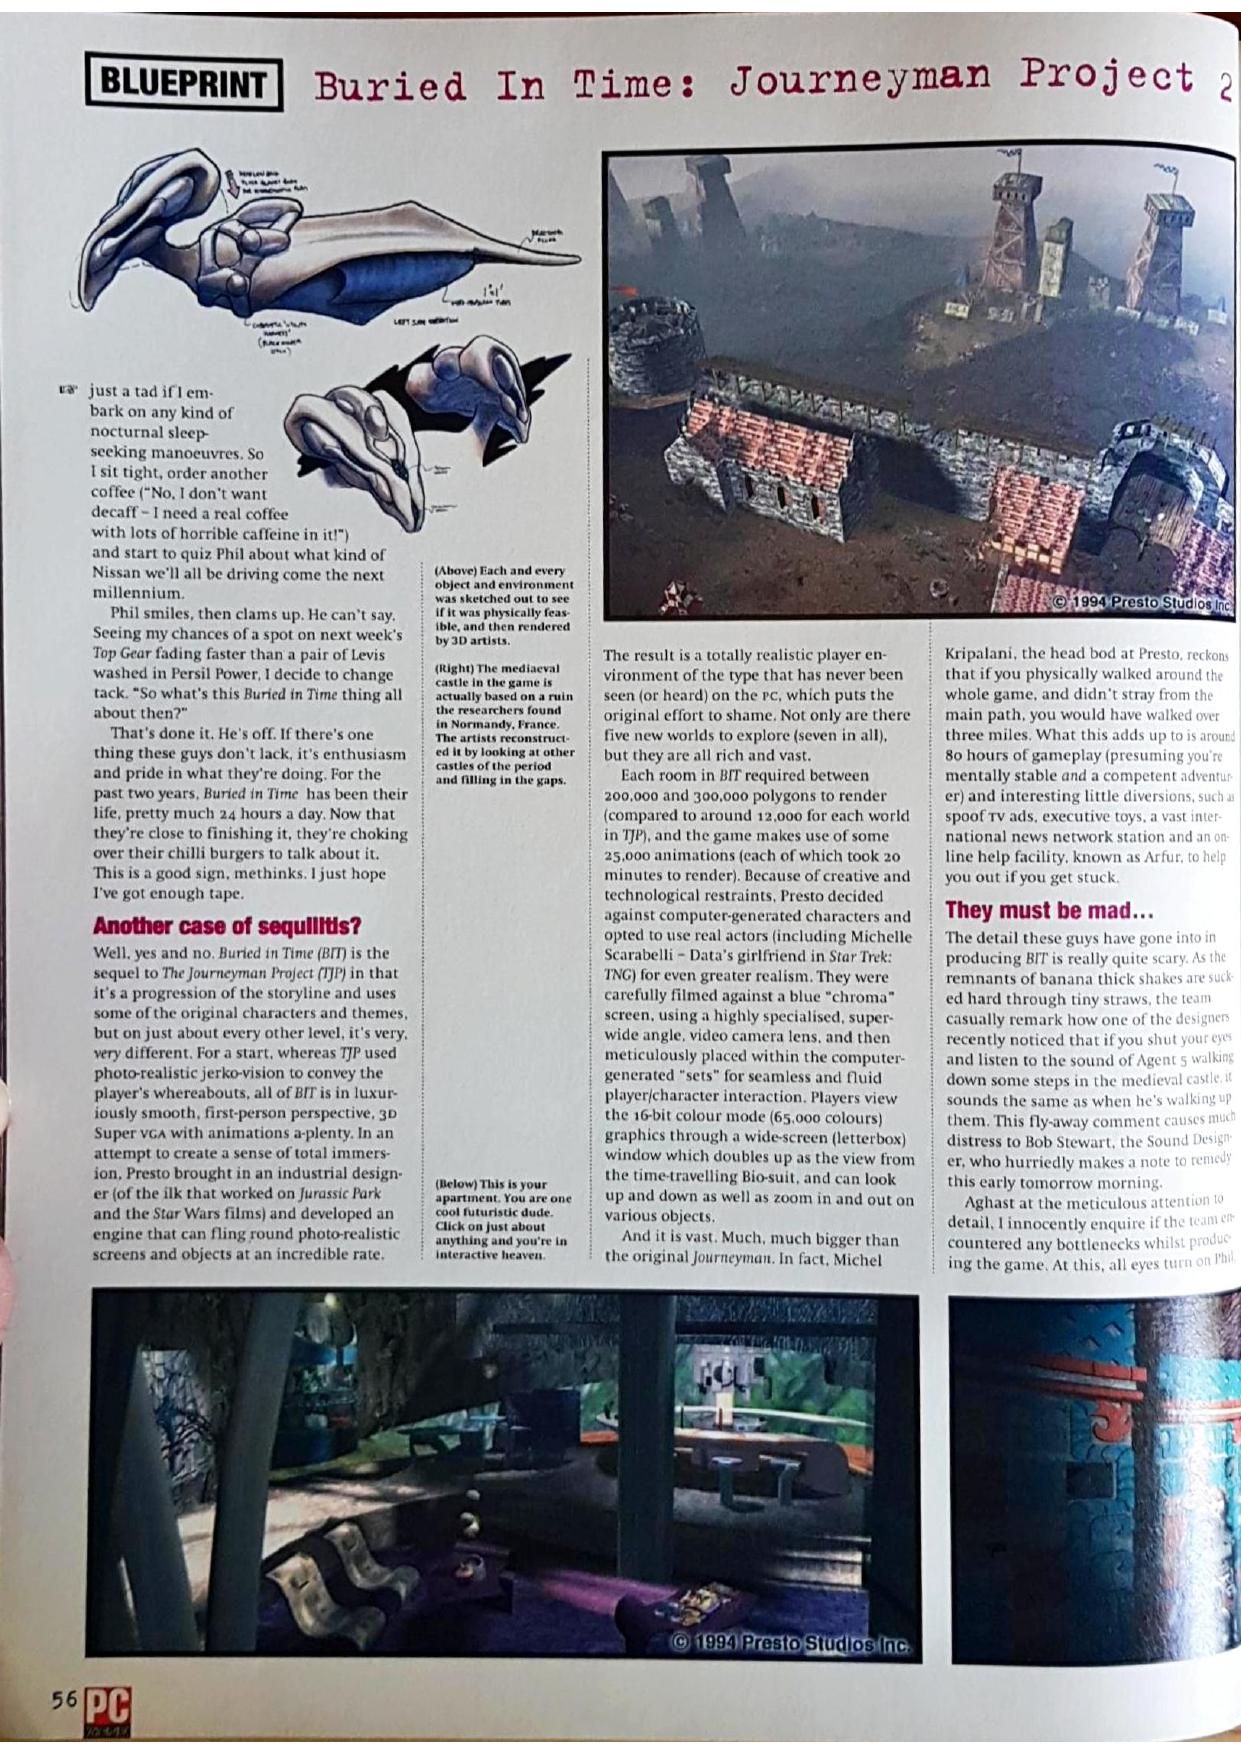 BLUEPRINT
Buried In Time: Journeyman Project 2
just a tad if I em-
bark on any kind of
nocturnal sleep-
seeking manoeuvres. So
I sit tight, order another
coffee ("No, I don't want
decaff – I need a real coffee
with lots of horrible caffeine in it!")
and start to quiz Phil about what kind of
Nissan we'll all be driving come the next
millennium.
Phil smiles, then clams up. He can't say.
Seeing my chances of a spot on next week's
Top Gear fading faster than a pair of Levis
washed in Persil Power, I decide to change
tack. "So what's this Buried in Time thing all
about then?"
That's done it. He's off. If there's one
thing these guys don't lack, it's enthusiasm
and pride in what they're doing. For the
past two years, Buried in Time has been their
life, pretty much 24 hours a day. Now that
they're close to finishing it, they're choking
over their chilli burgers to talk about it.
This is a good sign, methinks. I just hope
I've got enough tape.
Another case of sequilitis?
Well, yes and no. Buried in Time (BIT) is the
sequel to The Journeyman Project (TJP) in that
it's a progression of the storyline and uses
some of the original characters and themes,
but on just about every other level, it's very,
very different. For a start, whereas TJP used
photo-realistic jerko-vision to convey the
player's whereabouts, all of BIT is in luxur-
iously smooth, first-person perspective, 3D
Super VGA with animations a-plenty. In an
attempt to create a sense of total immers-
ion, Presto brought in an industrial design-
er (of the ilk that worked on Jurassic Park
and the Star Wars films) and developed an
engine that can fling round photo-realistic
screens and objects at an incredible rate.
(Above) Each and every
object and environment
was sketched out to see
if it was physically feas-
ible, and then rendered
by 3D artists.
(Right) The mediaeval
castle in the game is
actually based on a ruin
the researchers found
in Normandy, France.
The artists reconstruct-
ed it by looking at other
castles of the period
and filling in the gaps.
(Below) This is your
apartment. You are one
cool futuristic dude.
Click on just about
anything and you're in
interactive heaven.
© 1994 Presto Studios Inc.
The result is a totally realistic player en-
vironment of the type that has never been
seen (or heard) on the PC, which puts the
original effort to shame. Not only are there
five new worlds to explore (seven in all),
but they are all rich and vast.
Each room in BIT required between
200,000 and 300,000 polygons to render
(compared to around 12,000 for each world
in TJP), and the game makes use of some
25,000 animations (each of which took 20
minutes to render). Because of creative and
technological restraints, Presto decided
against computer-generated characters and
opted to use real actors (including Michelle
Scarabelli – Data's girlfriend in Star Trek:
TNG) for even greater realism. They were
carefully filmed against a blue "chroma"
screen, using a highly specialised, super-
wide angle, video camera lens, and then
meticulously placed within the computer-
generated "sets" for seamless and fluid
player/character interaction. Players view
the 16-bit colour mode (65,000 colours)
graphics through a wide-screen (letterbox)
window which doubles up as the view from
the time-travelling Bio-suit, and can look
up and down as well as zoom in and out on
various objects.
And it is vast. Much, much bigger than
the original Journeyman. In fact, Michel
Kripalani, the head bod at Presto, reckons
that if you physically walked around the
whole game, and didn't stray from the
main path, you would have walked over
three miles. What this adds up to is around
80 hours of gameplay (presuming you're
mentally stable and a competent adventur-
er) and interesting little diversions, such as
spoof TV ads, executive toys, a vast inter-
national news network station and an on-
line help facility, known as Arfur, to help
you out if you get stuck.
They must be mad...
The detail these guys have gone into in
producing BIT is really quite scary. As the
remnants of banana thick shakes are suck-
ed hard through tiny straws, the team
casually remark how one of the designers
recently noticed that if you shut your eyes
and listen to the sound of Agent 5 walking
down some steps in the medieval castle, it
sounds the same as when he's walking up
them. This fly-away comment causes much
distress to Bob Stewart, the Sound Design-
er, who hurriedly makes a note to remedy
this early tomorrow morning.
Aghast at the meticulous attention to
detail, I innocently enquire if the team en-
countered any bottlenecks whilst produc-
ing the game. At this, all eyes turn on Phil.
© 1994 Presto Studios Inc.
56 PC